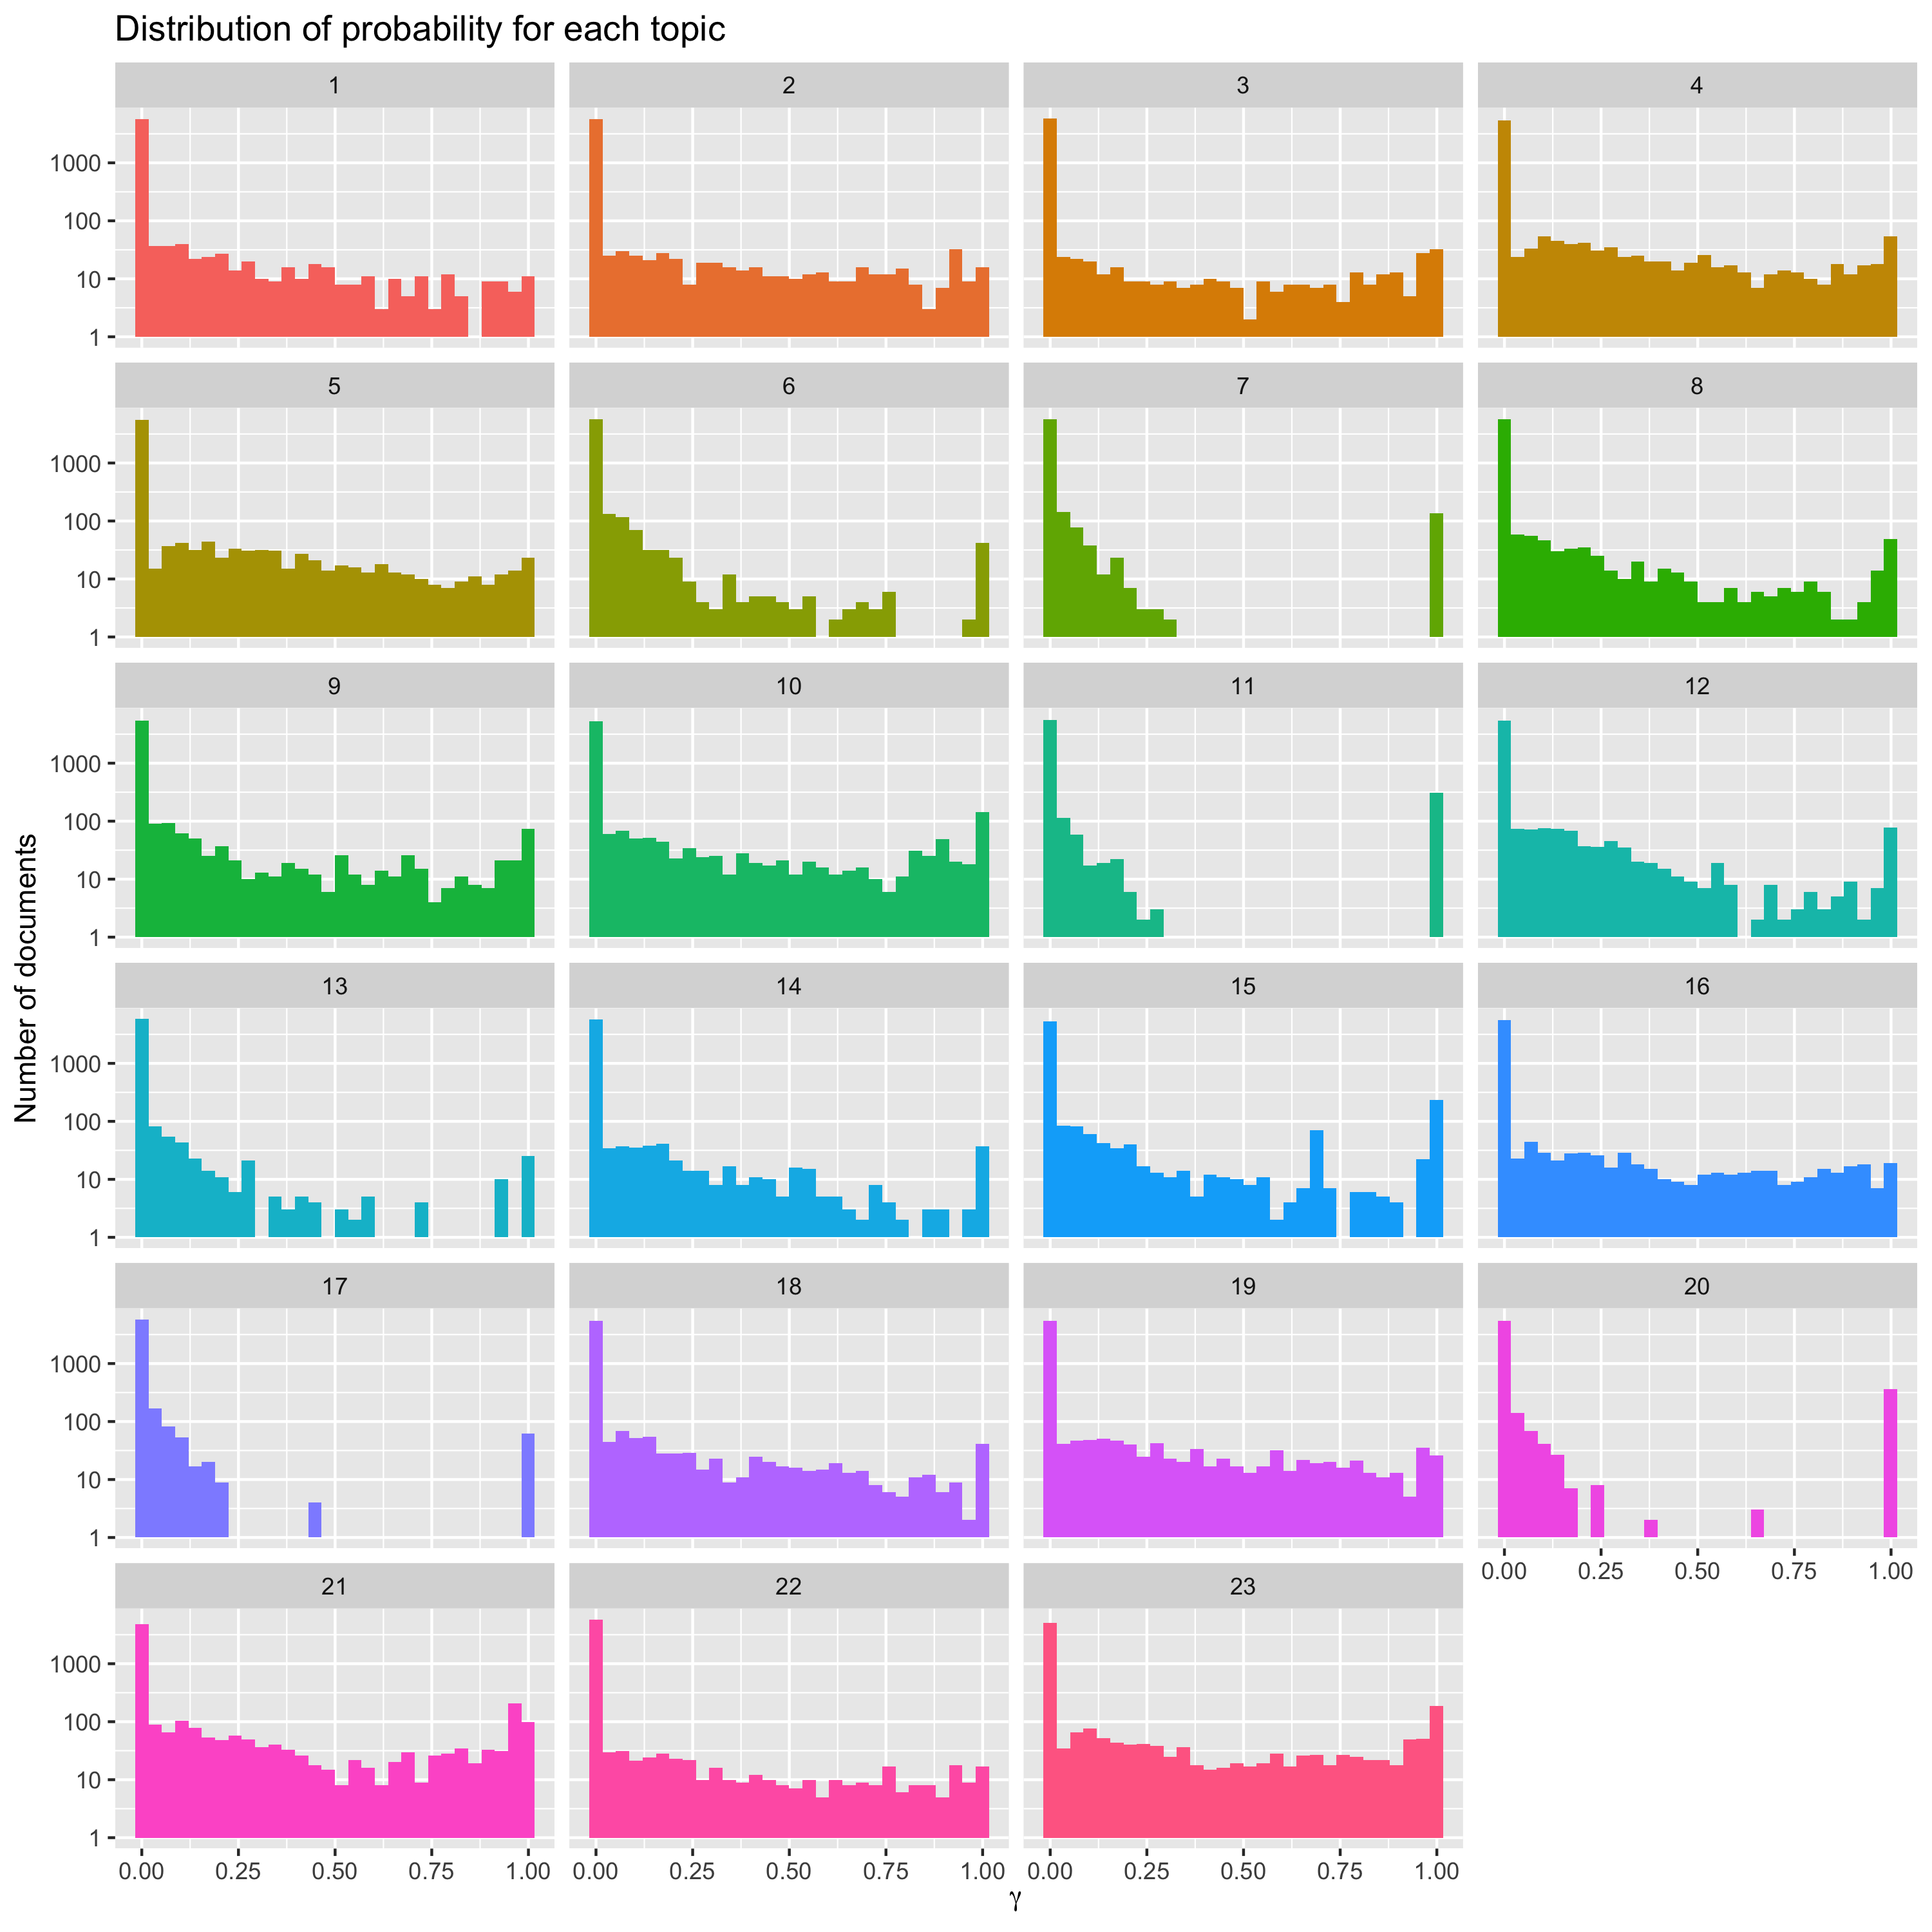 Distribution of probability for each topic
1 2 3 4
1000
100
10
1
5 6 7 8
1000
100
10
1
9 10 11 12
1000
100
10
1
13 14 15 16
1000
100
10
1
17 18 19 20
1000
100
10
1
0.00 0.25 0.50 0.75 1.00
21 22 23
1000
100
10
1
0.00 0.25 0.50 0.75 1.00 0.00 0.25 0.50 0.75 1.00 0.00 0.25 0.50 0.75 1.00
γ
Number of documents